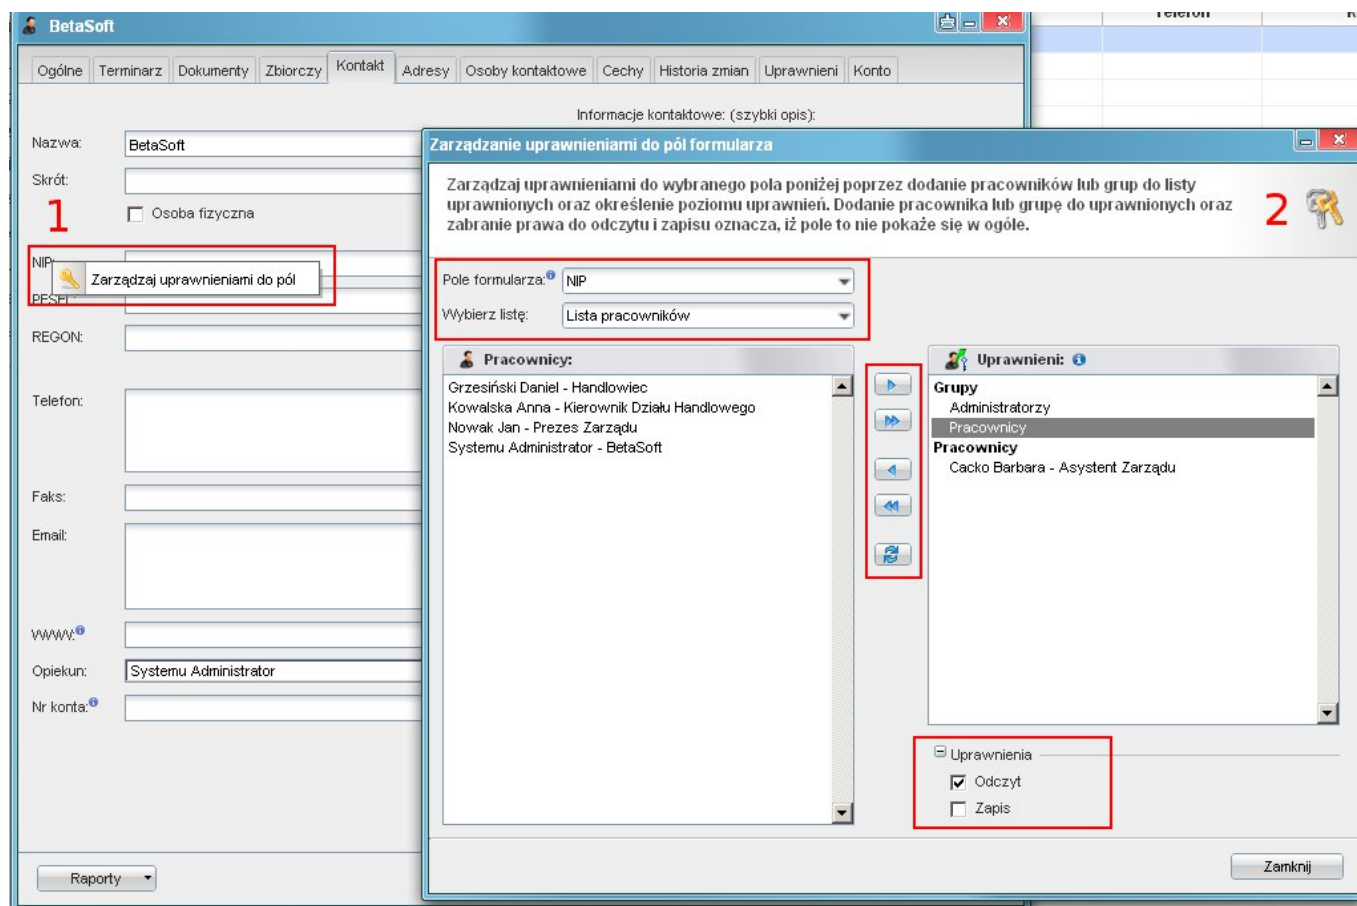 BetaSoft
Telefon
Ogólne Terminarz Dokumenty Zbiorczy Kontakt Adresy Osoby kontaktowe Cechy Historia zmian Uprawnieni Konto
Informacje kontaktowe: (szybki opis):
Nazwa: BetaSoft
Skrót:
1
Osoba fizyczna
NIP:
Zarządzaj uprawnieniami do pól
PESEL:
REGON:
Telefon:
Faks:
Email:
WWW:
Opiekun: Systemu Administrator
Nr konta:
Raporty
Zarządzanie uprawnieniami do pól formularza
Zarządzaj uprawnieniami do wybranego pola poniżej poprzez dodanie pracowników lub grup do listy
uprawnionych oraz określenie poziomu uprawnień. Dodanie pracownika lub grupę do uprawnionych oraz
zabranie prawa do odczytu i zapisu oznacza, iż pole to nie pokaże się w ogóle.
2
Pole formularza: NIP
Wybierz listę: Lista pracowników
Pracownicy:
Grzesiński Daniel - Handlowiec
Kowalska Anna - Kierownik Działu Handlowego
Nowak Jan - Prezes Zarządu
Systemu Administrator - BetaSoft
Uprawnieni:
Grupy
Administratorzy
Pracownicy
Pracownicy
Cacko Barbara - Asystent Zarządu
Uprawnienia
Odczyt
Zapis
Zamknij